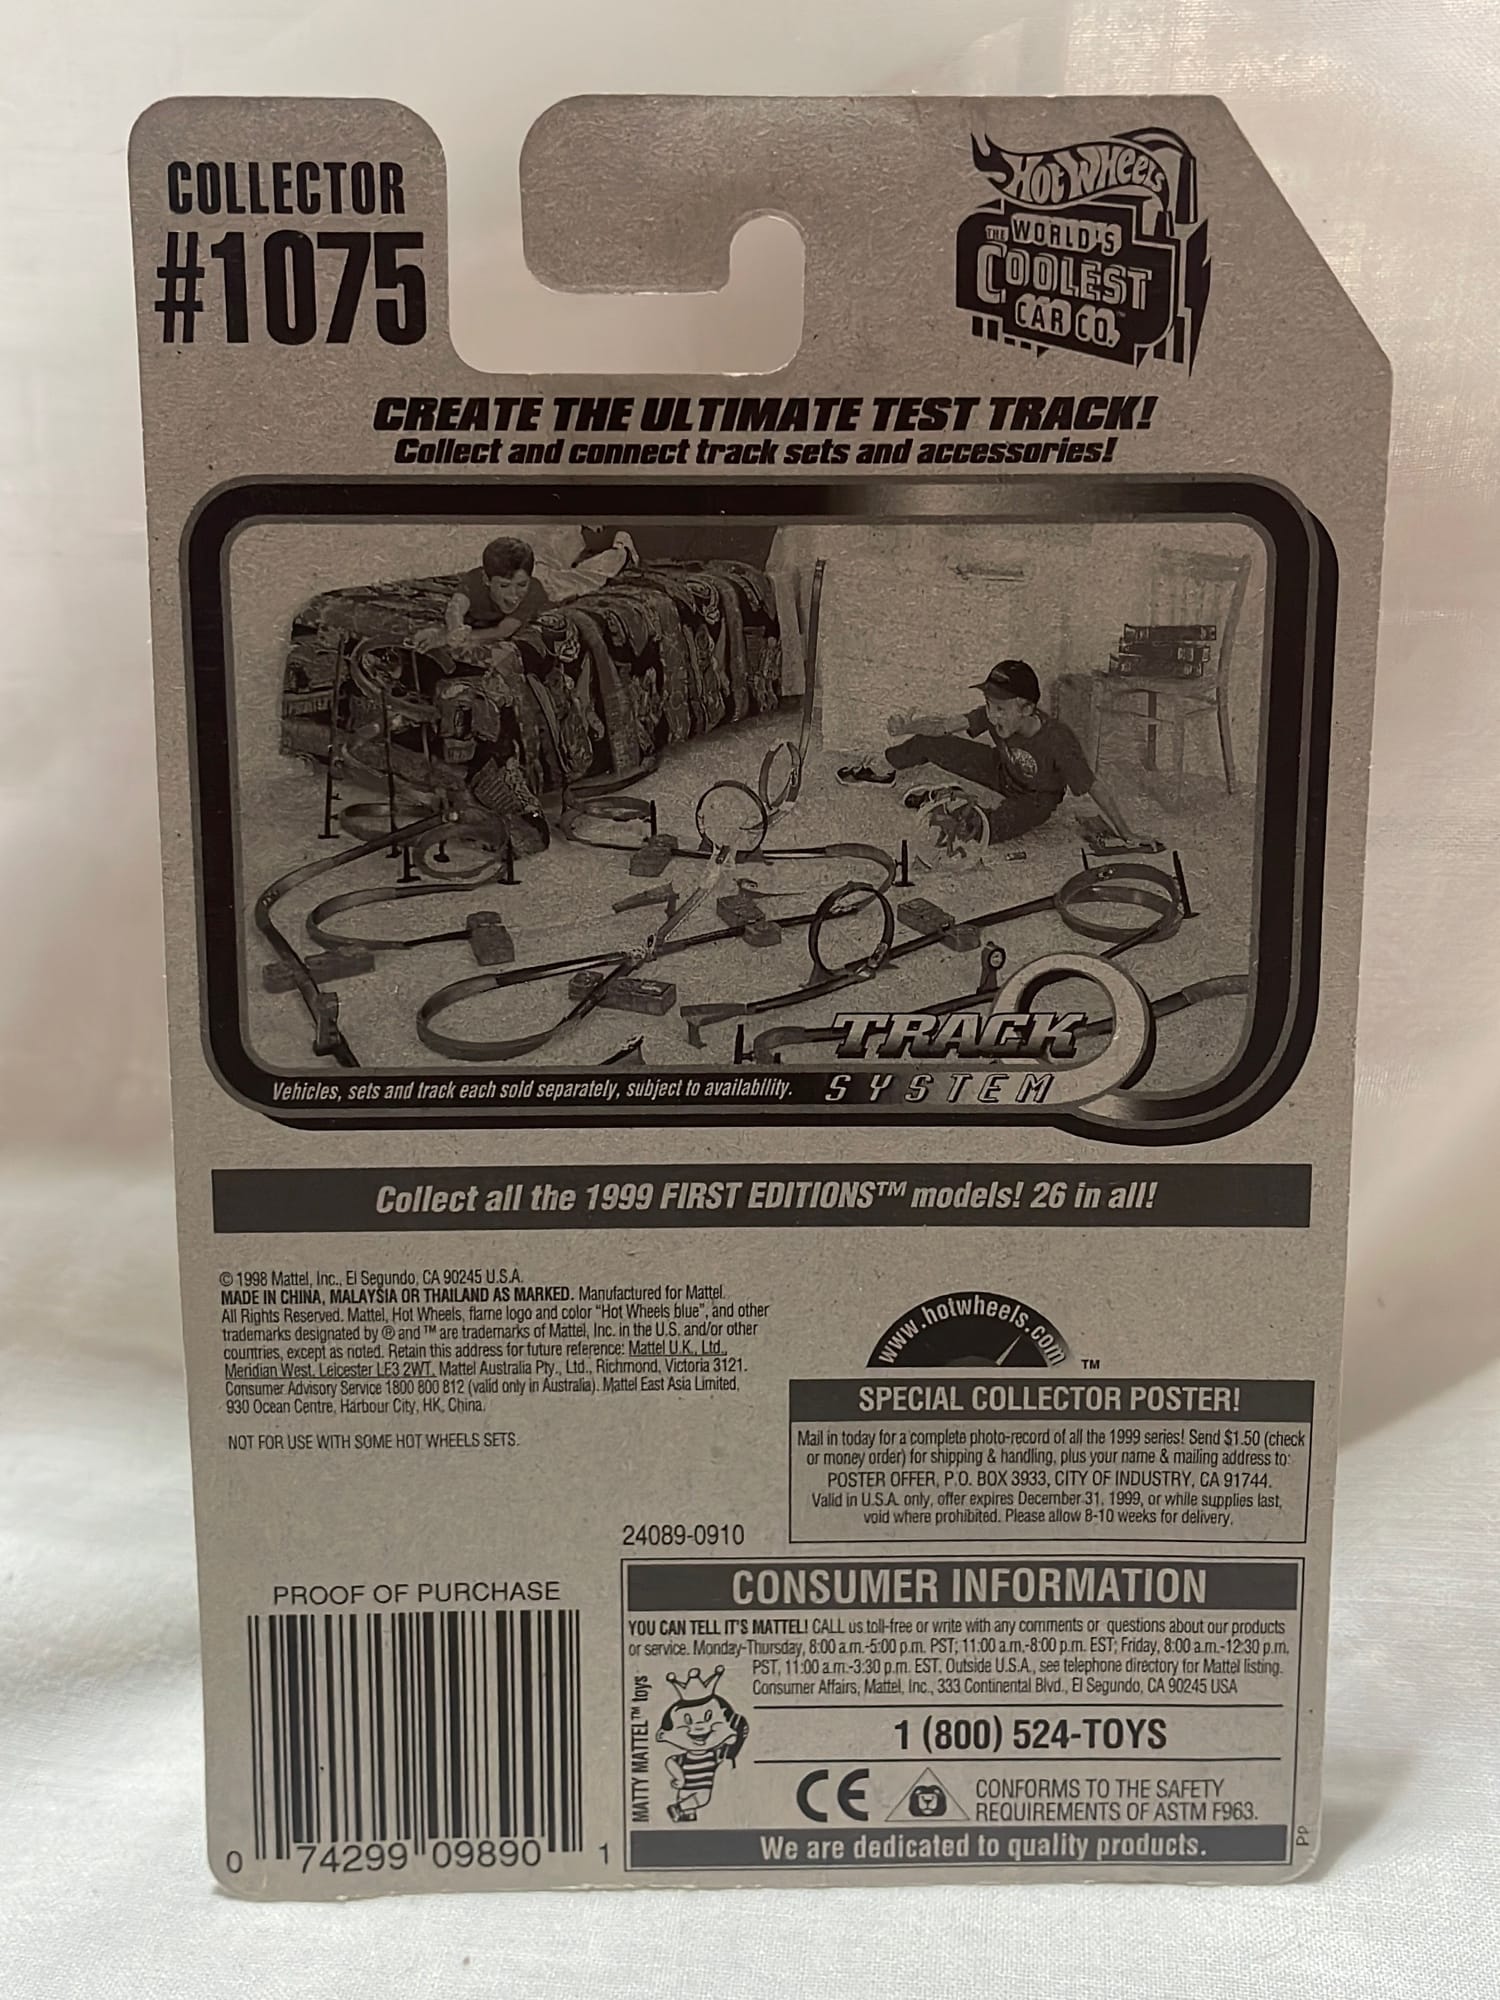 COLLECTOR
#1075
HOT WHEELS
THE WORLD'S
COOLEST
CAR CO.™
CREATE THE ULTIMATE TEST TRACK!
Collect and connect track sets and accessories!
TRACK
Vehicles, sets and track each sold separately, subject to availability.
SYSTEM
Collect all the 1999 FIRST EDITIONS™ models! 26 in all!
© 1998 Mattel, Inc., El Segundo, CA 90245 U.S.A.
MADE IN CHINA, MALAYSIA OR THAILAND AS MARKED. Manufactured for Mattel.
All Rights Reserved. Mattel, Hot Wheels, flame logo and color "Hot Wheels blue", and other
trademarks designated by ® and ™ are trademarks of Mattel, Inc. in the U.S. and/or other
countries, except as noted. Retain this address for future reference: Mattel U.K., Ltd.,
Meridian West, Leicester LE3 2WT. Mattel Australia Pty., Ltd., Richmond, Victoria 3121.
Consumer Advisory Service 1800 800 812 (valid only in Australia). Mattel East Asia Limited,
930 Ocean Centre, Harbour City, HK, China.
NOT FOR USE WITH SOME HOT WHEELS SETS.
www.hotwheels.com
™
SPECIAL COLLECTOR POSTER!
Mail in today for a complete photo-record of all the 1999 series! Send $1.50 (check
or money order) for shipping & handling, plus your name & mailing address to:
POSTER OFFER, P.O. BOX 3933, CITY OF INDUSTRY, CA 91744.
Valid in U.S.A. only, offer expires December 31, 1999, or while supplies last,
void where prohibited. Please allow 8-10 weeks for delivery.
24089-0910
PROOF OF PURCHASE
0 74299 09890 1
CONSUMER INFORMATION
YOU CAN TELL IT'S MATTEL! CALL us toll-free or write with any comments or questions about our products
or service. Monday-Thursday, 8:00 a.m.-5:00 p.m. PST; 11:00 a.m.-8:00 p.m. EST; Friday, 8:00 a.m.-12:30 p.m.
PST, 11:00 a.m.-3:30 p.m. EST. Outside U.S.A., see telephone directory for Mattel listing.
Consumer Affairs, Mattel, Inc., 333 Continental Blvd., El Segundo, CA 90245 USA
MATTY MATTEL™ toys
1 (800) 524-TOYS
CE
CONFORMS TO THE SAFETY
REQUIREMENTS OF ASTM F963.
We are dedicated to quality products.
PP